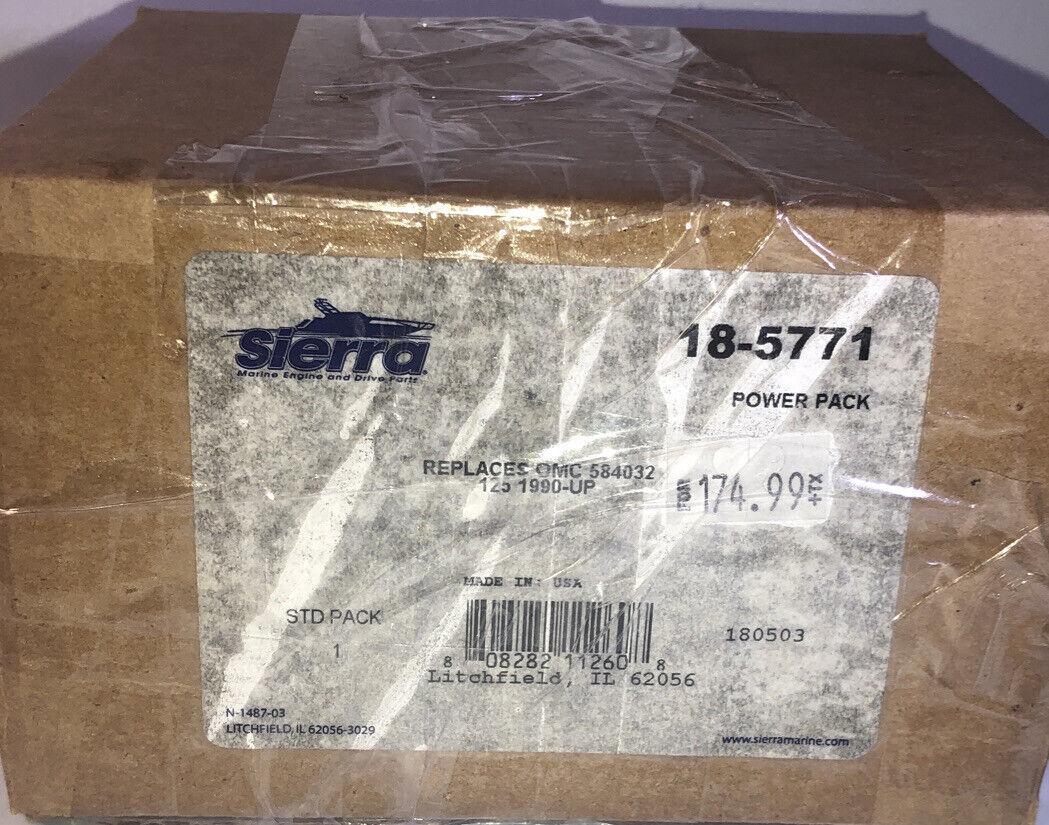 Sierra®
Marine Engine and Drive Parts
18-5771
POWER PACK
REPLACES OMC 584032
125 1990-UP
174.99 +TX
MADE IN: USA
STD PACK
1
180503
8 08282 11260 8
Litchfield, IL 62056
N-1487-03
LITCHFIELD, IL 62056-3029
www.sierramarine.com